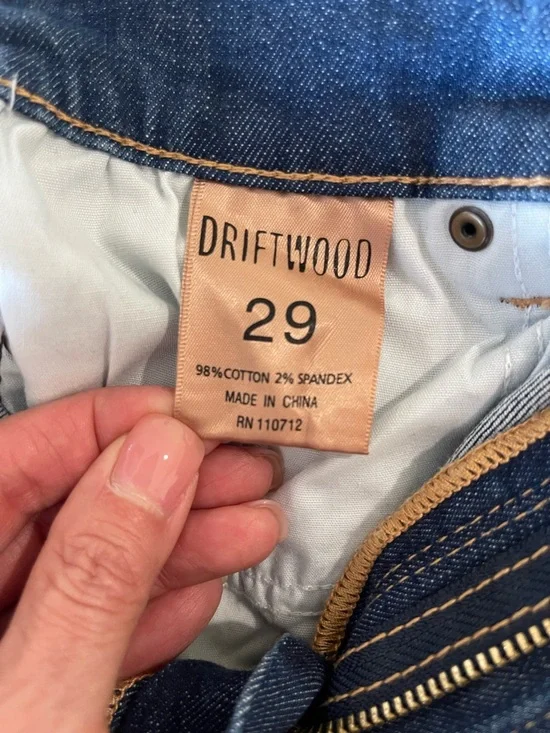 DRIFTWOOD
29
98%COTTON 2% SPANDEX
MADE IN CHINA
RN 110712